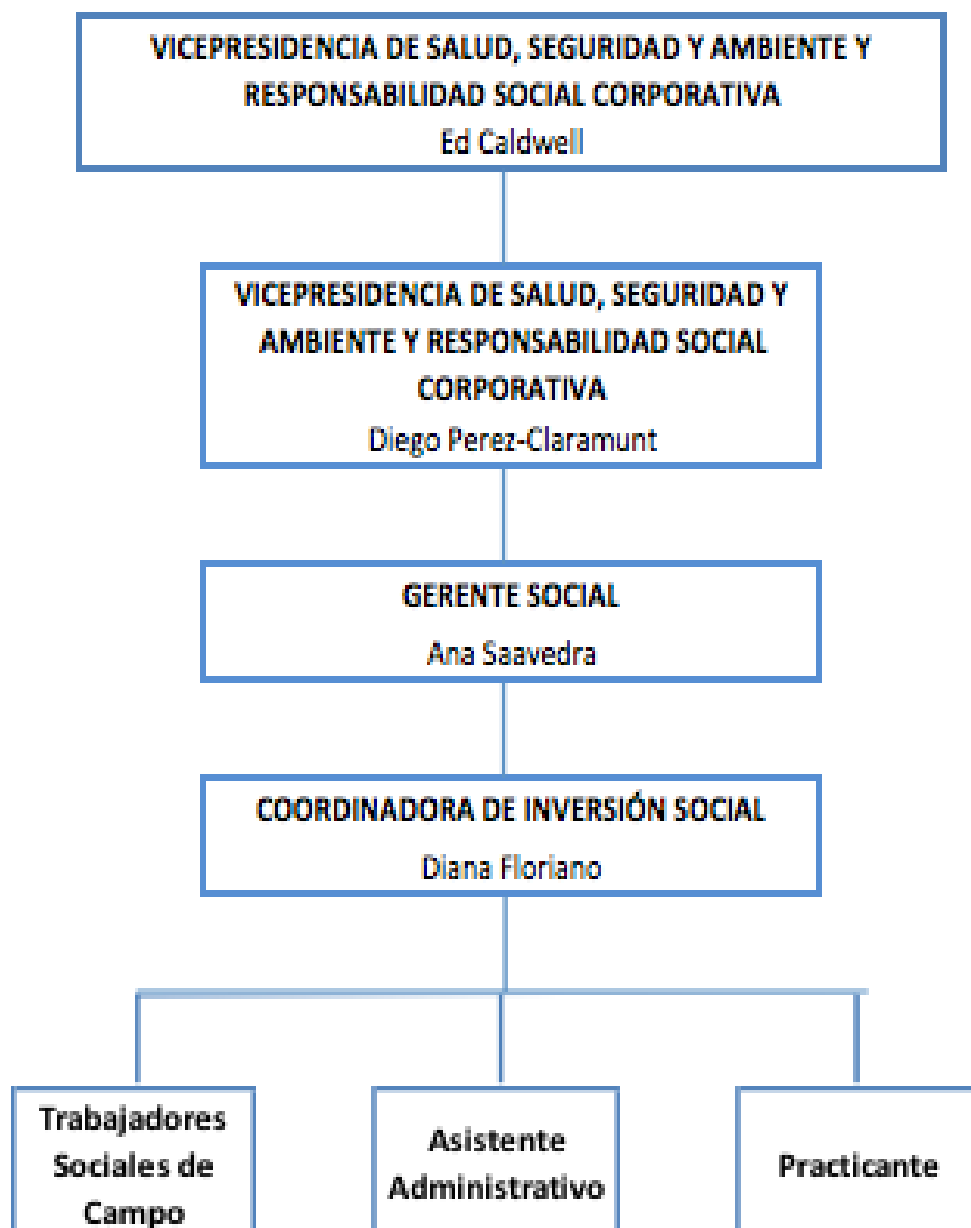 VICEPRESIDENCIA DE SALUD, SEGURIDAD Y AMBIENTE Y
RESPONSABILIDAD SOCIAL CORPORATIVA
Ed Caldwell
VICEPRESIDENCIA DE SALUD, SEGURIDAD Y
AMBIENTE Y RESPONSABILIDAD SOCIAL
CORPORATIVA
Diego Perez-Claramunt
GERENTE SOCIAL
Ana Saavedra
COORDINADORA DE INVERSIÓN SOCIAL
Diana Floriano
Trabajadores
Sociales de
Campo
Asistente
Administrativo
Practicante